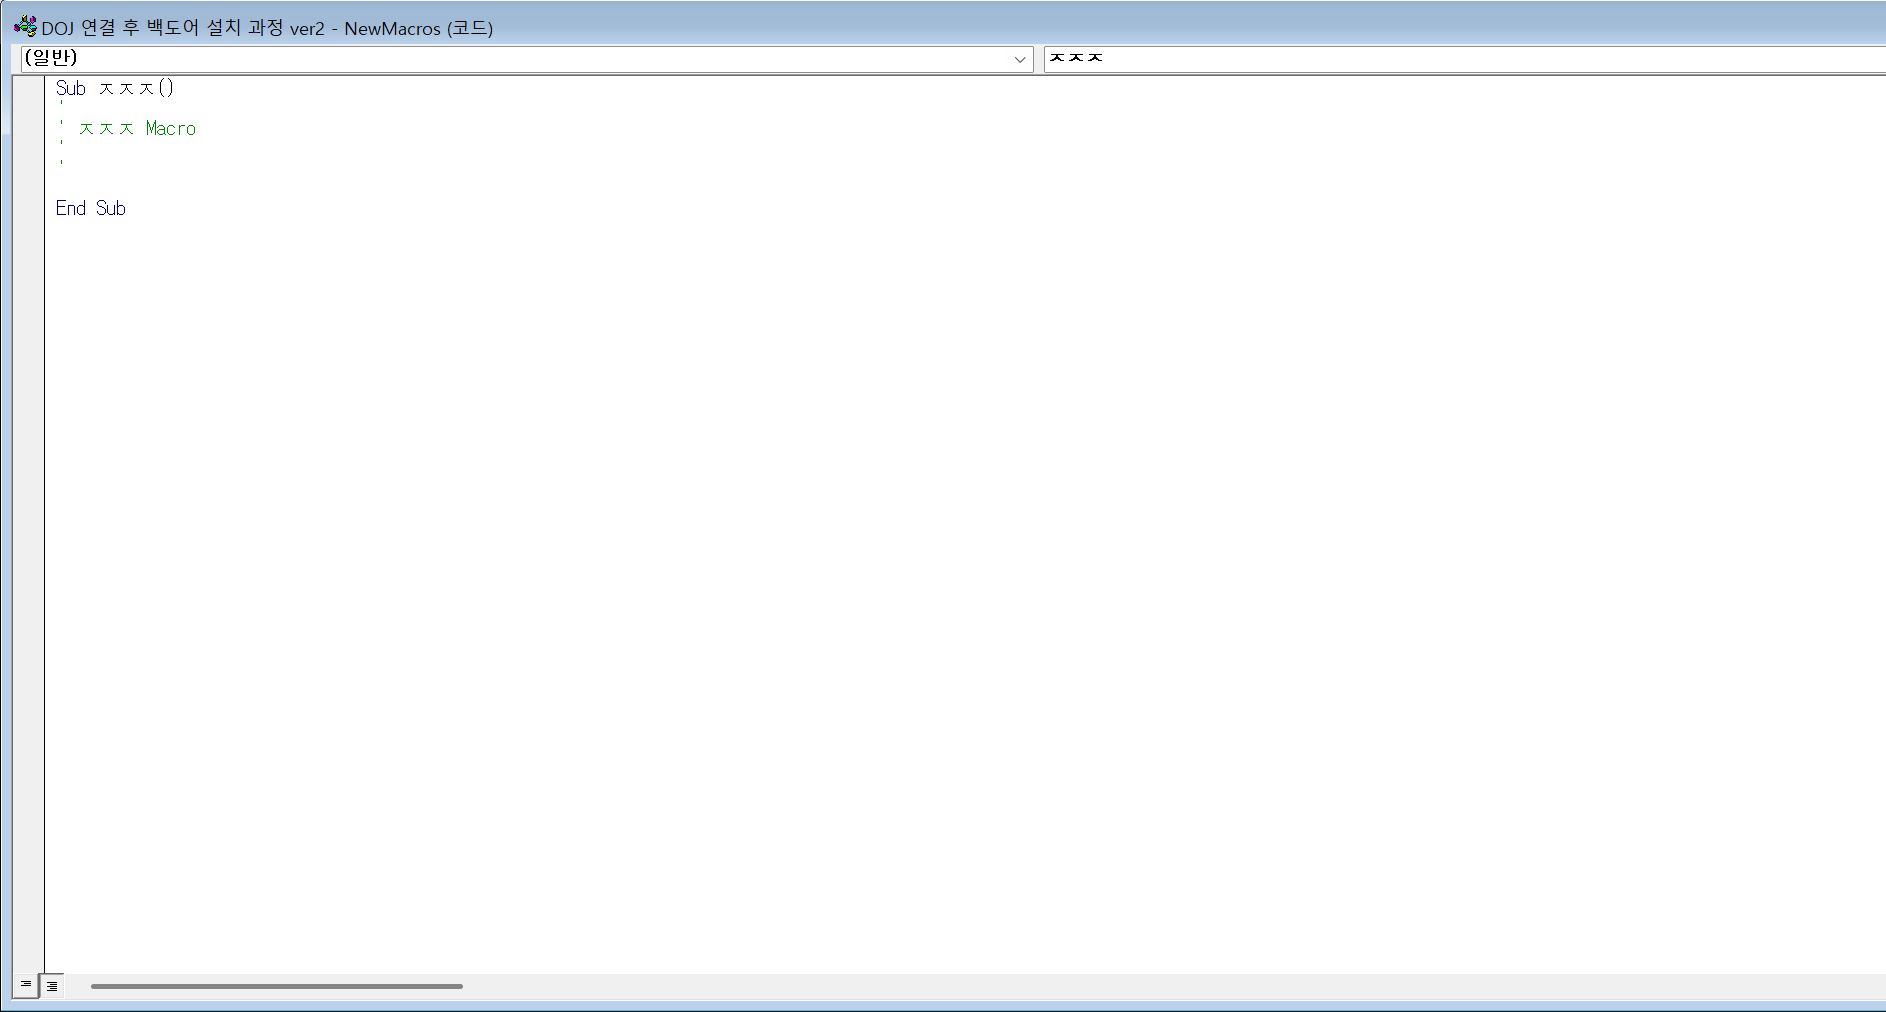 DOJ 연결 후 백도어 설치 과정 ver2 - NewMacros (코드)
(일반) ㅈㅈㅈ
Sub ㅈㅈㅈ()
'
' ㅈㅈㅈ Macro
'
'
End Sub